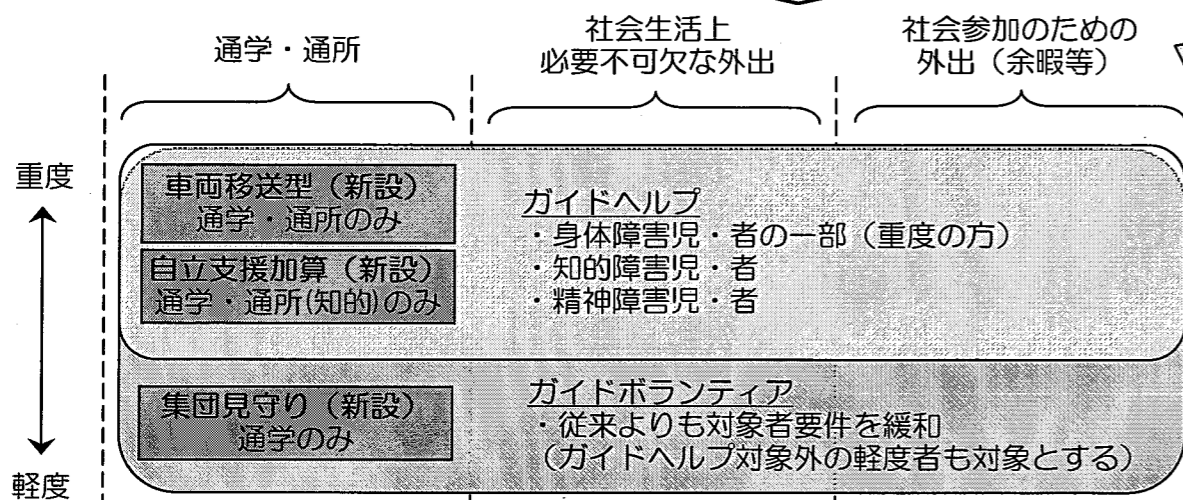 通学・通所
社会生活上
必要不可欠な外出
社会参加のための
外出（余暇等）
重度
車両移送型（新設）
通学・通所のみ
自立支援加算（新設）
通学・通所(知的)のみ
ガイドヘルプ
・身体障害児・者の一部（重度の方）
・知的障害児・者
・精神障害児・者
集団見守り（新設）
通学のみ
ガイドボランティア
・従来よりも対象者要件を緩和
（ガイドヘルプ対象外の軽度者も対象とする）
軽度